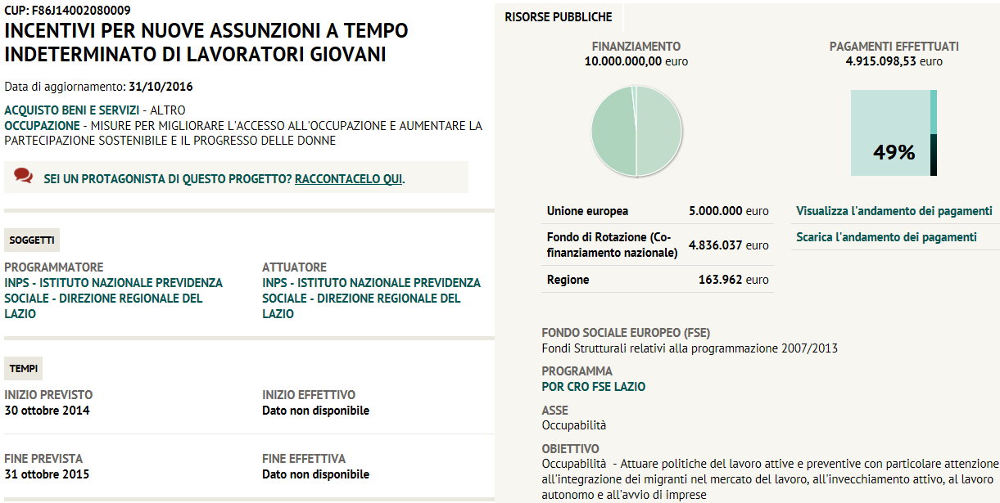 CUP: F86J14002080009
INCENTIVI PER NUOVE ASSUNZIONI A TEMPO
INDETERMINATO DI LAVORATORI GIOVANI
Data di aggiornamento: 31/10/2016
ACQUISTO BENI E SERVIZI - ALTRO
OCCUPAZIONE - MISURE PER MIGLIORARE L'ACCESSO ALL'OCCUPAZIONE E AUMENTARE LA
PARTECIPAZIONE SOSTENIBILE E IL PROGRESSO DELLE DONNE
SEI UN PROTAGONISTA DI QUESTO PROGETTO? RACCONTACELO QUI.
SOGGETTI
PROGRAMMATORE
INPS - ISTITUTO NAZIONALE PREVIDENZA
SOCIALE - DIREZIONE REGIONALE DEL
LAZIO
ATTUATORE
INPS - ISTITUTO NAZIONALE PREVIDENZA
SOCIALE - DIREZIONE REGIONALE DEL
LAZIO
TEMPI
INIZIO PREVISTO
30 ottobre 2014
INIZIO EFFETTIVO
Dato non disponibile
FINE PREVISTA
31 ottobre 2015
FINE EFFETTIVA
Dato non disponibile
RISORSE PUBBLICHE
FINANZIAMENTO
10.000.000,00 euro
PAGAMENTI EFFETTUATI
4.915.098,53 euro
49%
Unione europea 5.000.000 euro
Fondo di Rotazione (Co-
finanziamento nazionale) 4.836.037 euro
Regione 163.962 euro
Visualizza l'andamento dei pagamenti
Scarica l'andamento dei pagamenti
FONDO SOCIALE EUROPEO (FSE)
Fondi Strutturali relativi alla programmazione 2007/2013
PROGRAMMA
POR CRO FSE LAZIO
ASSE
Occupabilità
OBIETTIVO
Occupabilità - Attuare politiche del lavoro attive e preventive con particolare attenzione
all'integrazione dei migranti nel mercato del lavoro, all'invecchiamento attivo, al lavoro
autonomo e all'avvio di imprese